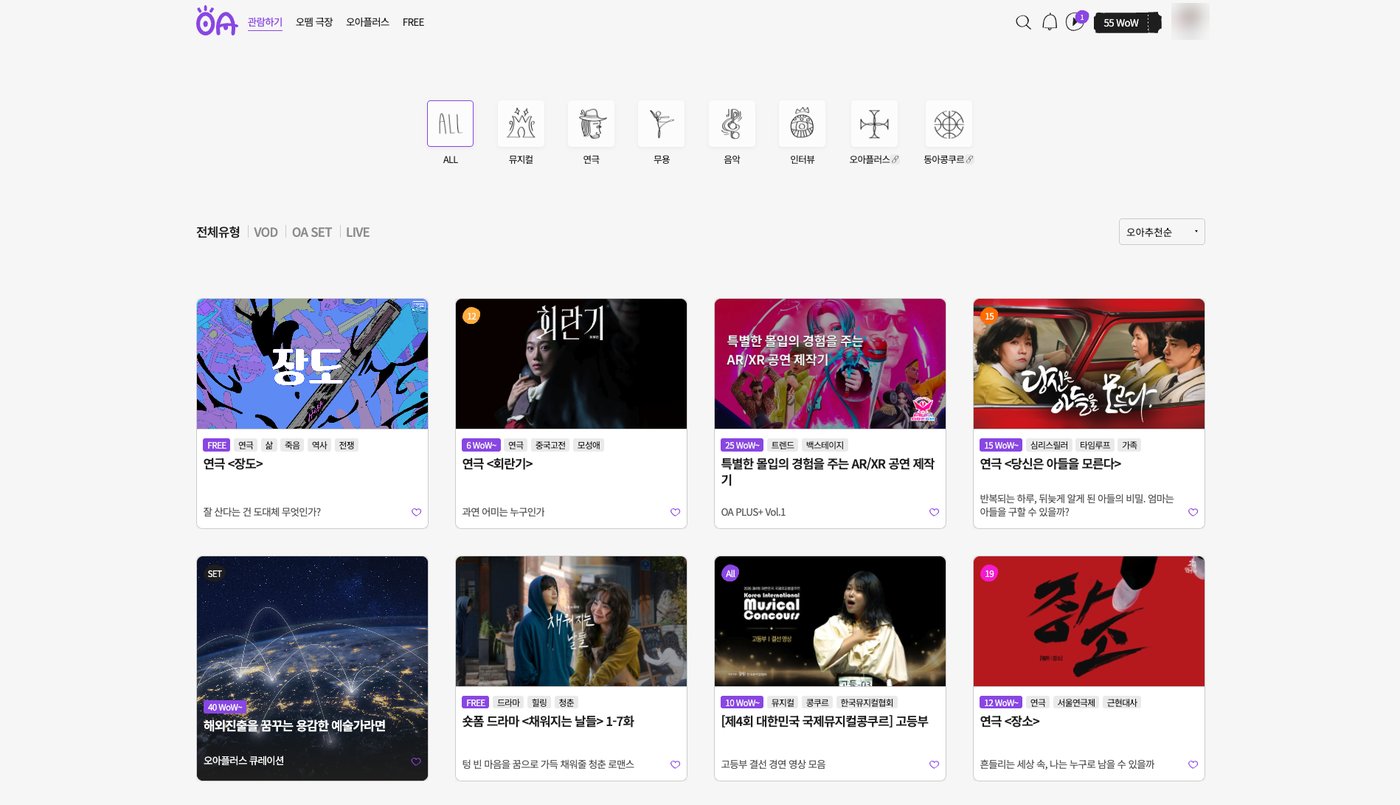 OA
관람하기 오뗌 극장 오아플러스 FREE
1
55 WoW
ALL
ALL 뮤지컬 연극 무용 음악 인터뷰 오아플러스 동아콩쿠르
전체유형 VOD OA SET LIVE
오아추천순
장도
FREE 연극 삶 죽음 역사 전쟁
연극 <장도>
잘 산다는 건 도대체 무엇인가?
12
회란기
6 WoW~ 연극 중국고전 모성애
연극 <회란기>
과연 어미는 누구인가
특별한 몰입의 경험을 주는
AR/XR 공연 제작기
25 WoW~ 트렌드 백스테이지
특별한 몰입의 경험을 주는 AR/XR 공연 제작
기
OA PLUS+ Vol.1
15
당신은
아들을 모른다.
15 WoW~ 심리스릴러 타임루프 가족
연극 <당신은 아들을 모른다>
반복되는 하루, 뒤늦게 알게 된 아들의 비밀. 엄마는
아들을 구할 수 있을까?
SET
40 WoW~
해외진출을 꿈꾸는 용감한 예술가라면
오아플러스 큐레이션
채워지는
날들
FREE 드라마 힐링 청춘
숏폼 드라마 <채워지는 날들> 1-7화
텅 빈 마음을 꿈으로 가득 채워줄 청춘 로맨스
All
Korea International
Musical
Concours
고등부 | 결선 영상
10 WoW~ 뮤지컬 콩쿠르 한국뮤지컬협회
[제4회 대한민국 국제뮤지컬콩쿠르] 고등부
고등부 결선 경연 영상 모음
19
장소
12 WoW~ 연극 서울연극제 근현대사
연극 <장소>
흔들리는 세상 속, 나는 누구로 남을 수 있을까